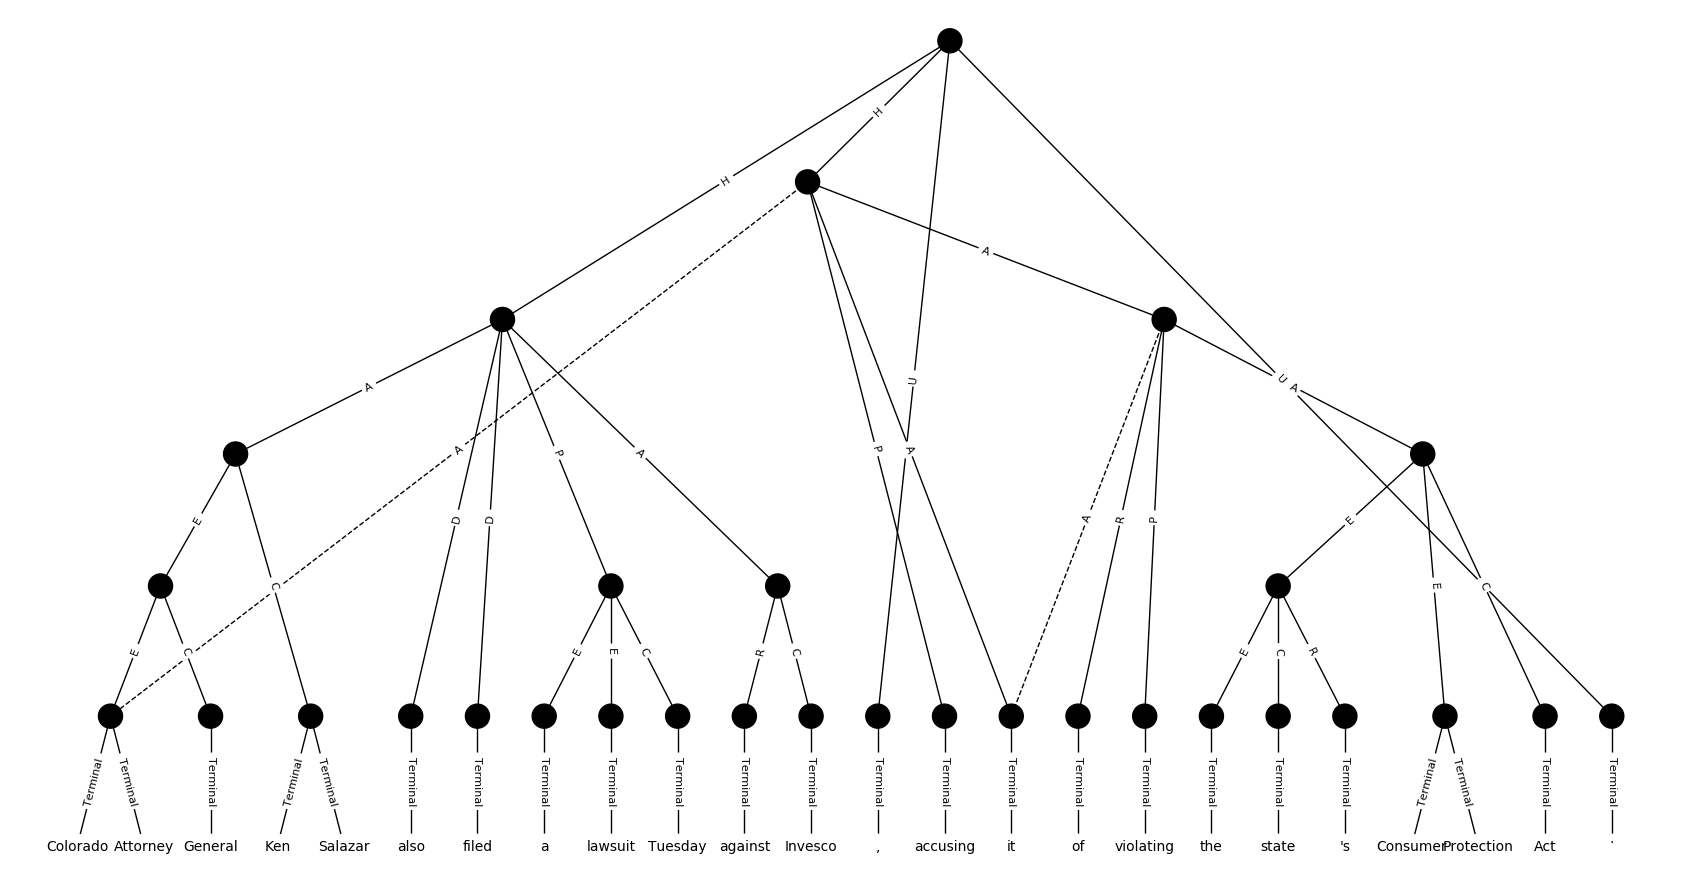 H
H
A
U
A
U A
A
P
A
P
A
A
E
D
D
A
R
P
E
C
E
C
E
C
E
E
C
R
C
E
C
R
Terminal Terminal Terminal Terminal Terminal Terminal Terminal Terminal Terminal Terminal Terminal Terminal Terminal Terminal Terminal Terminal Terminal Terminal Terminal Terminal Terminal Terminal Terminal Terminal
Colorado Attorney General Ken Salazar also filed a lawsuit Tuesday against Invesco , accusing it of violating the state 's Consumer Protection Act .